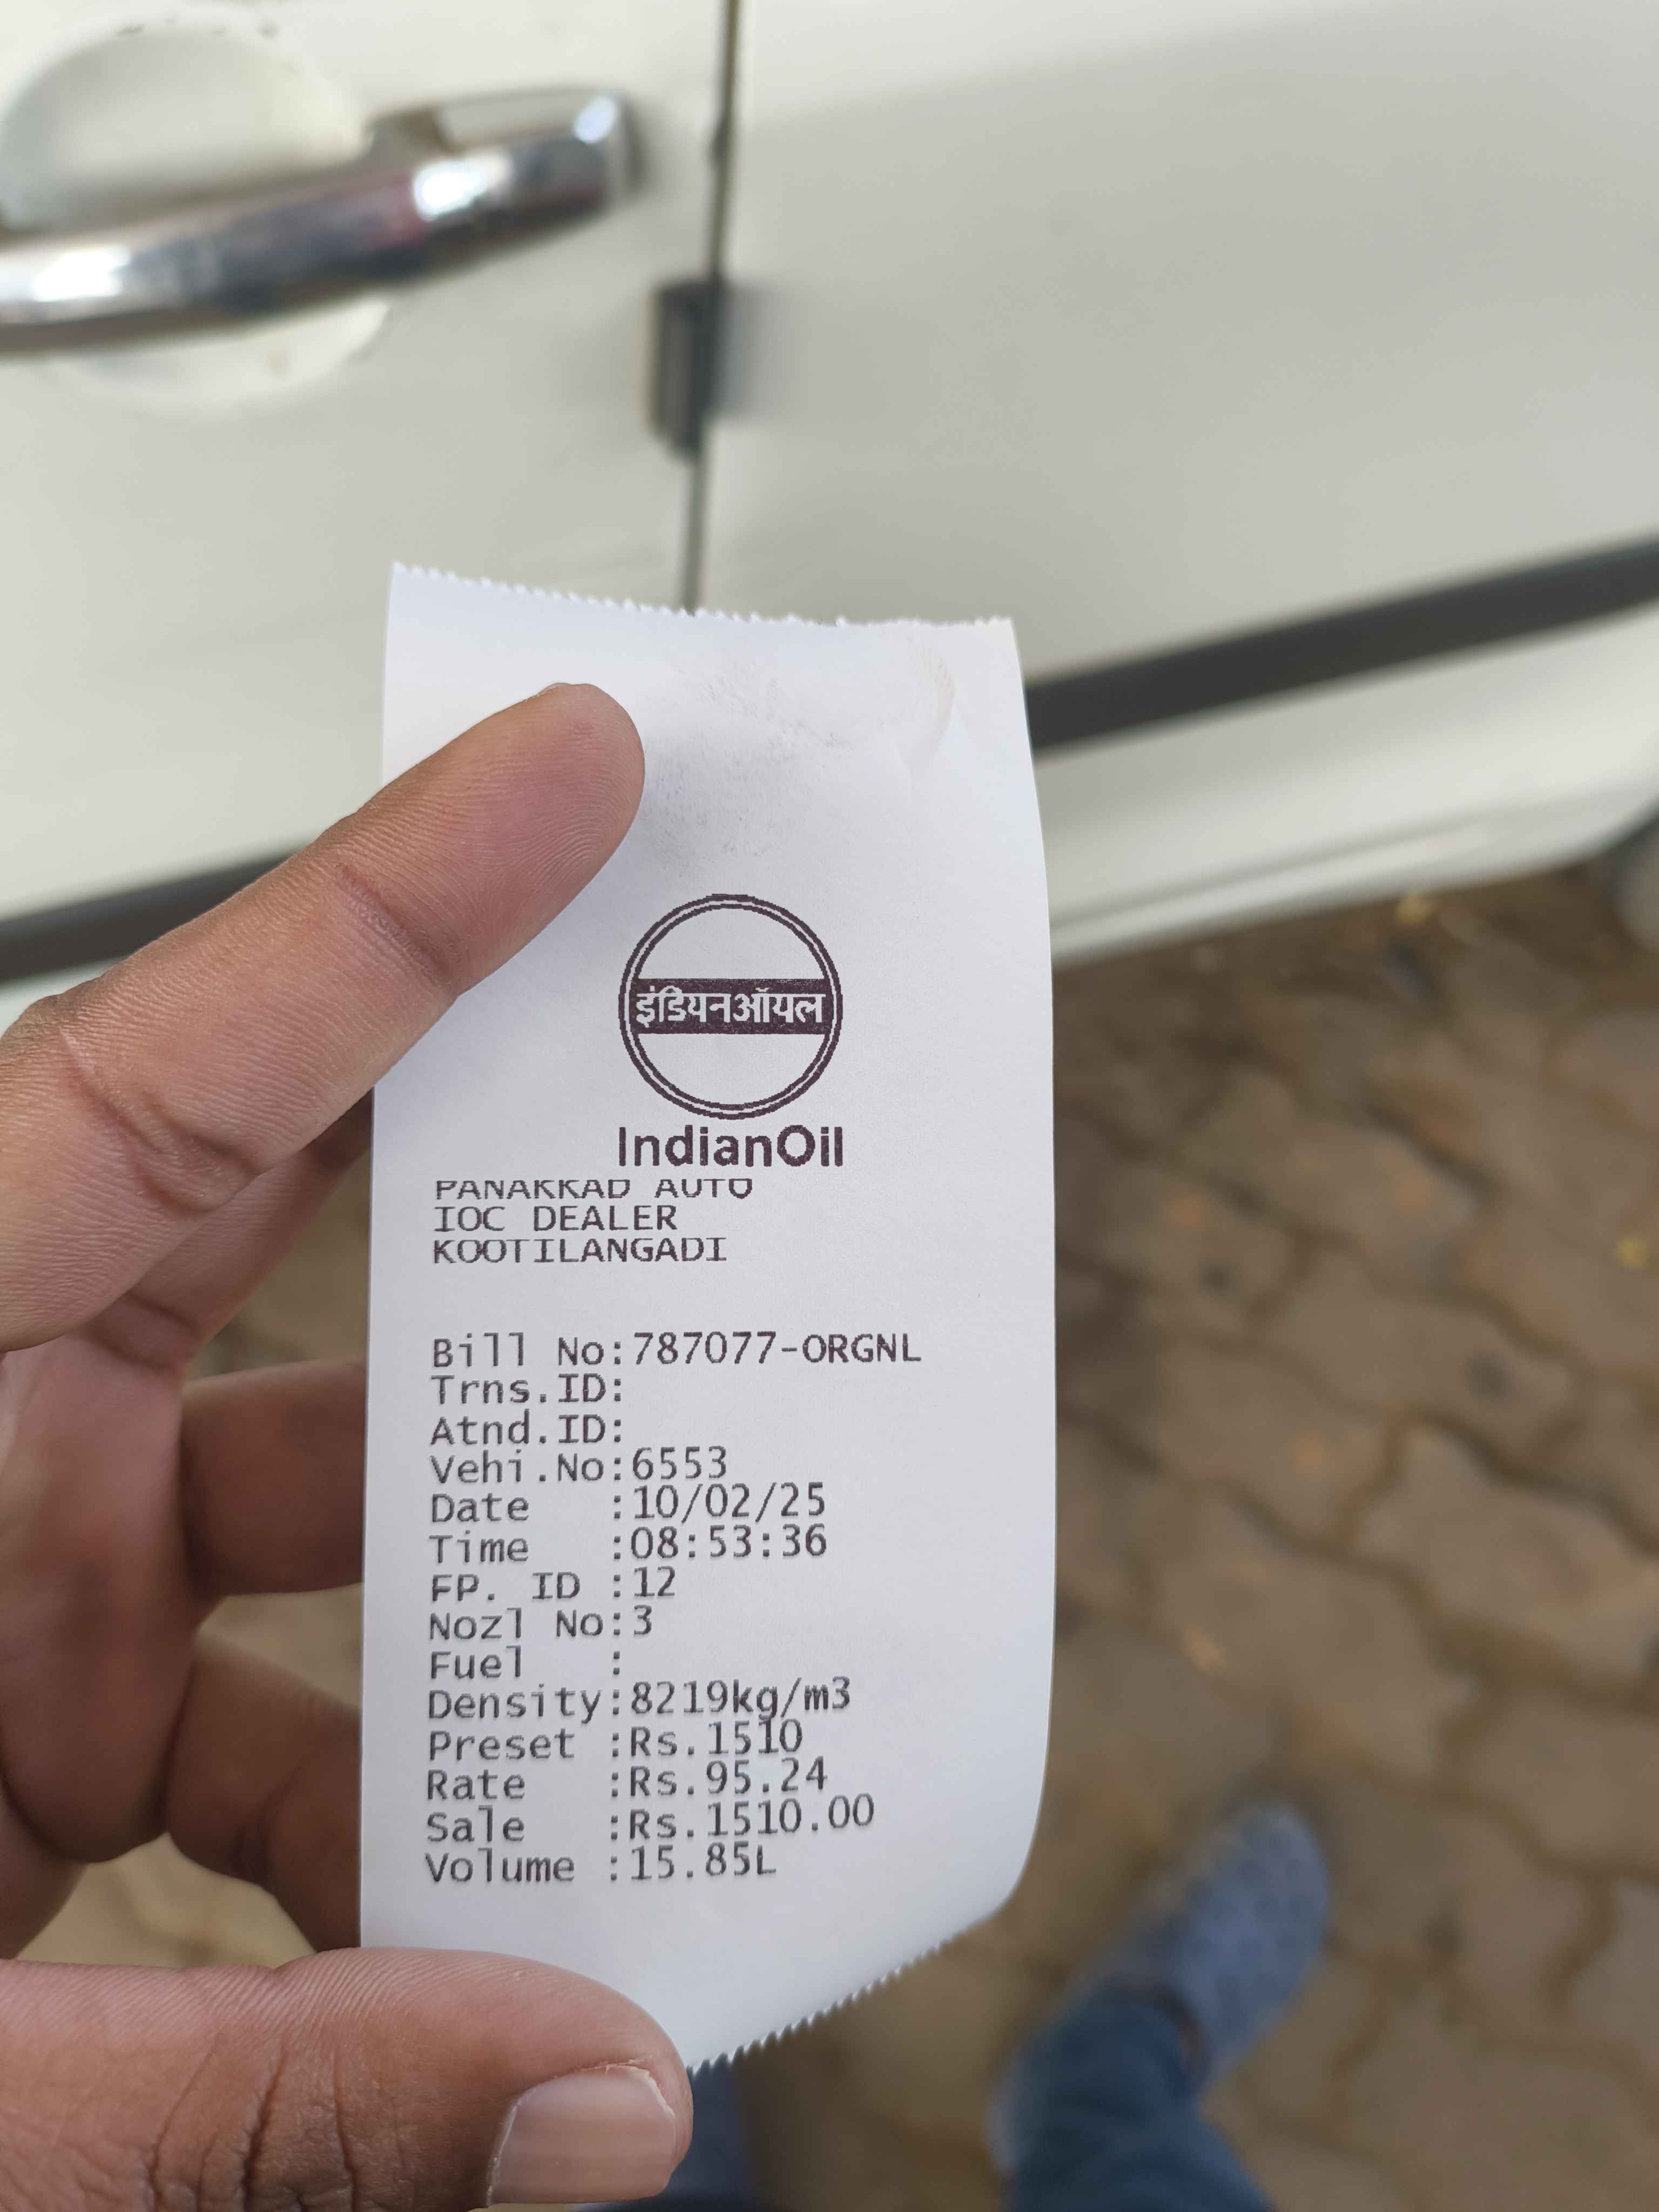 इंडियनऑयल
IndianOil
PANAKKAD AUTO
IOC DEALER
KOOTILANGADI
Bill No:787077-ORGNL
Trns.ID:
Atnd.ID:
Vehi.No:6553
Date :10/02/25
Time :08:53:36
FP. ID :12
Nozl No:3
Fuel :
Density:8219kg/m3
Preset :Rs.1510
Rate :Rs.95.24
Sale :Rs.1510.00
Volume :15.85L